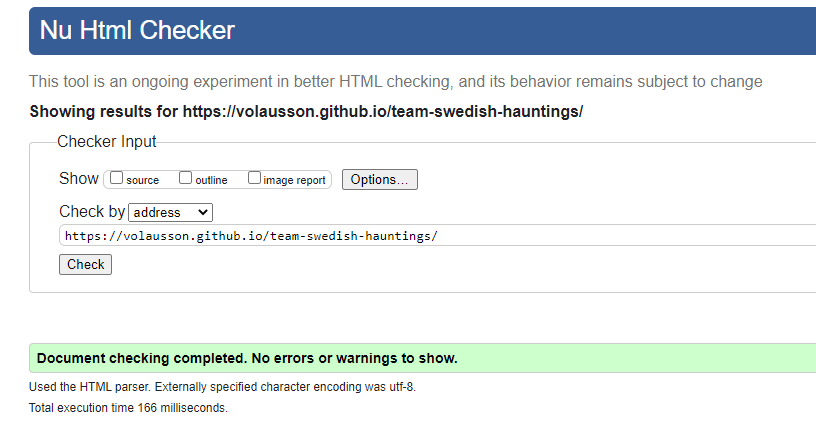 Nu Html Checker
This tool is an ongoing experiment in better HTML checking, and its behavior remains subject to change
Showing results for https://volausson.github.io/team-swedish-hauntings/
Checker Input
Show source outline image report Options...
Check by address
https://volausson.github.io/team-swedish-hauntings/
Check
Document checking completed. No errors or warnings to show.
Used the HTML parser. Externally specified character encoding was utf-8.
Total execution time 166 milliseconds.